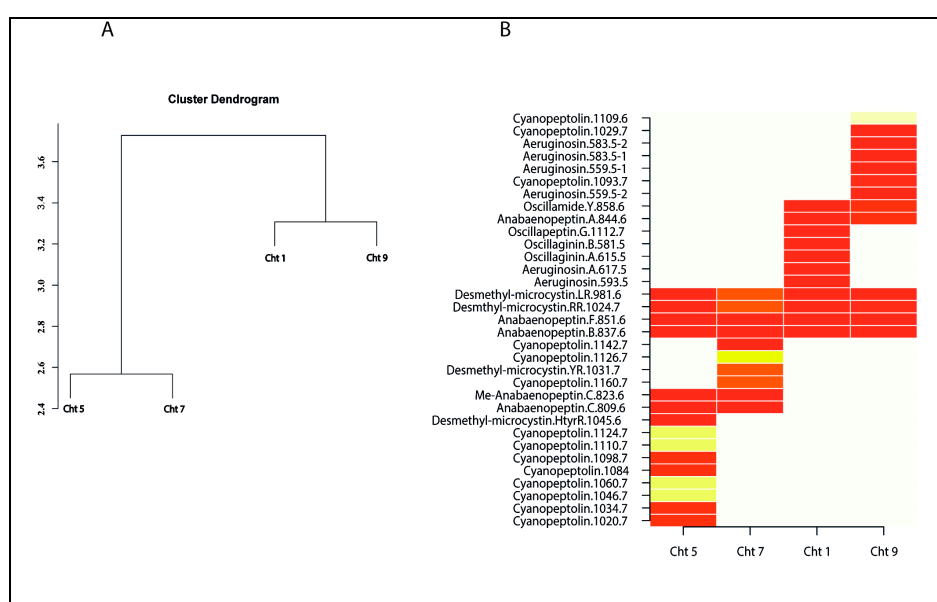 A
B
Cluster Dendrogram
3.6
3.4
3.2
3.0
2.8
2.6
2.4
Cht 1
Cht 9
Cht 5
Cht 7
Cyanopeptolin.1109.6
Cyanopeptolin.1029.7
Aeruginosin.583.5-2
Aeruginosin.583.5-1
Aeruginosin.559.5-1
Cyanopeptolin.1093.7
Aeruginosin.559.5-2
Oscillamide.Y.858.6
Anabaenopeptin.A.844.6
Oscillapeptin.G.1112.7
Oscillaginin.B.581.5
Oscillaginin.A.615.5
Aeruginosin.A.617.5
Aeruginosin.593.5
Desmethyl-microcystin.LR.981.6
Desmthyl-microcystin.RR.1024.7
Anabaenopeptin.F.851.6
Anabaenopeptin.B.837.6
Cyanopeptolin.1142.7
Cyanopeptolin.1126.7
Desmethyl-microcystin.YR.1031.7
Cyanopeptolin.1160.7
Me-Anabaenopeptin.C.823.6
Anabaenopeptin.C.809.6
Desmethyl-microcystin.HtyrR.1045.6
Cyanopeptolin.1124.7
Cyanopeptolin.1110.7
Cyanopeptolin.1098.7
Cyanopeptolin.1084
Cyanopeptolin.1060.7
Cyanopeptolin.1046.7
Cyanopeptolin.1034.7
Cyanopeptolin.1020.7
Cht 5
Cht 7
Cht 1
Cht 9